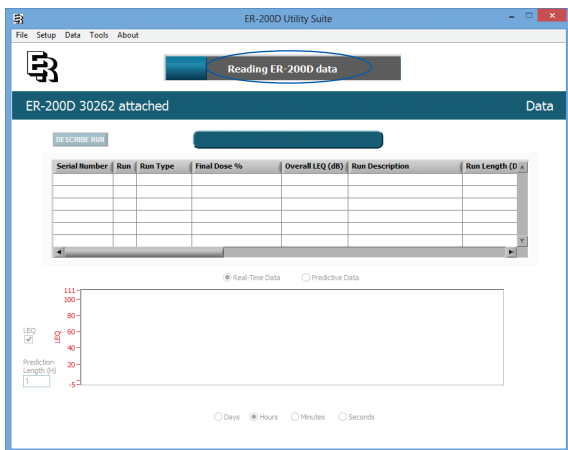 ER-200D Utility Suite
File Setup Data Tools About
ER
Reading ER-200D data
ER-200D 30262 attached Data
DESCRIBE RUN
Serial Number Run Run Type Final Dose % Overall LEQ (dB) Run Description Run Length (D
Real-Time Data Predictive Data
111
100
80
LEQ
60
LEQ
40
Prediction
Length (H)
20
1
-5
Days Hours Minutes Seconds